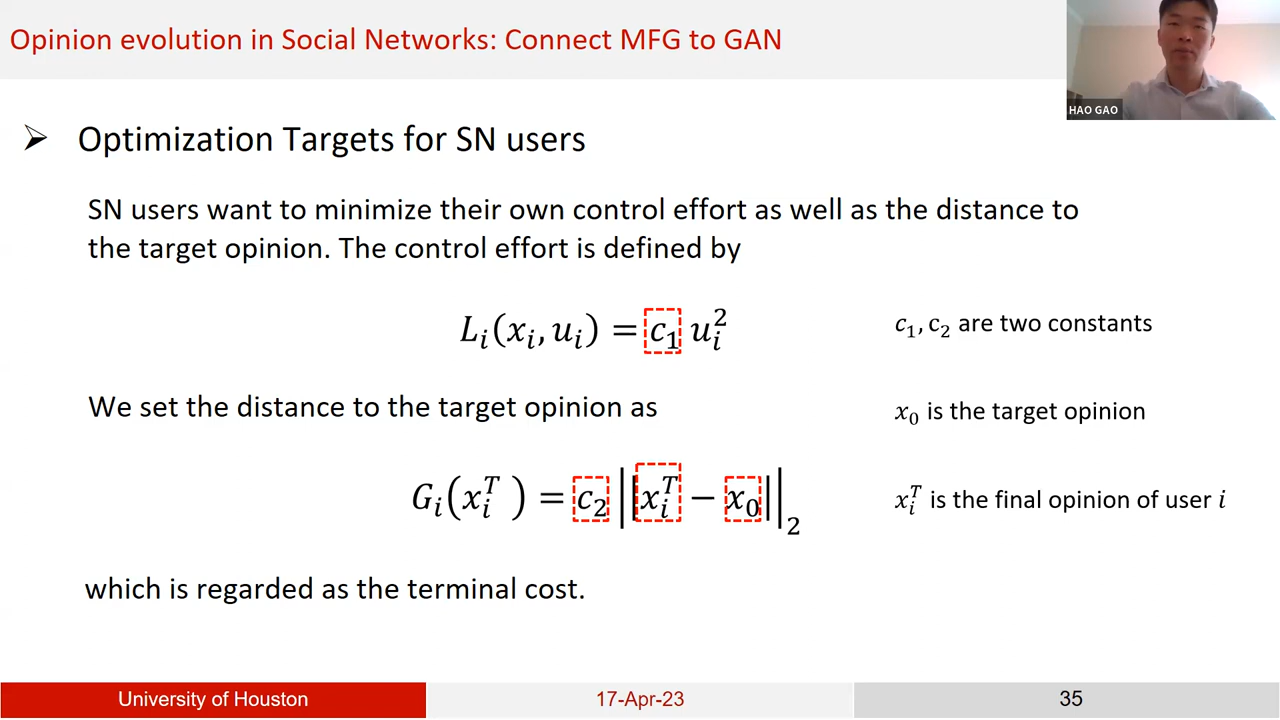 Opinion evolution in Social Networks: Connect MFG to GAN
HAO GAO
➢ Optimization Targets for SN users
SN users want to minimize their own control effort as well as the distance to
the target opinion. The control effort is defined by
L_i(x_i, u_i) = c_1 u_i^2
c_1, c_2 are two constants
We set the distance to the target opinion as
x_0 is the target opinion
G_i(x_i^T) = c_2 ||x_i^T − x_0||_2
x_i^T is the final opinion of user i
which is regarded as the terminal cost.
University of Houston
17-Apr-23
35